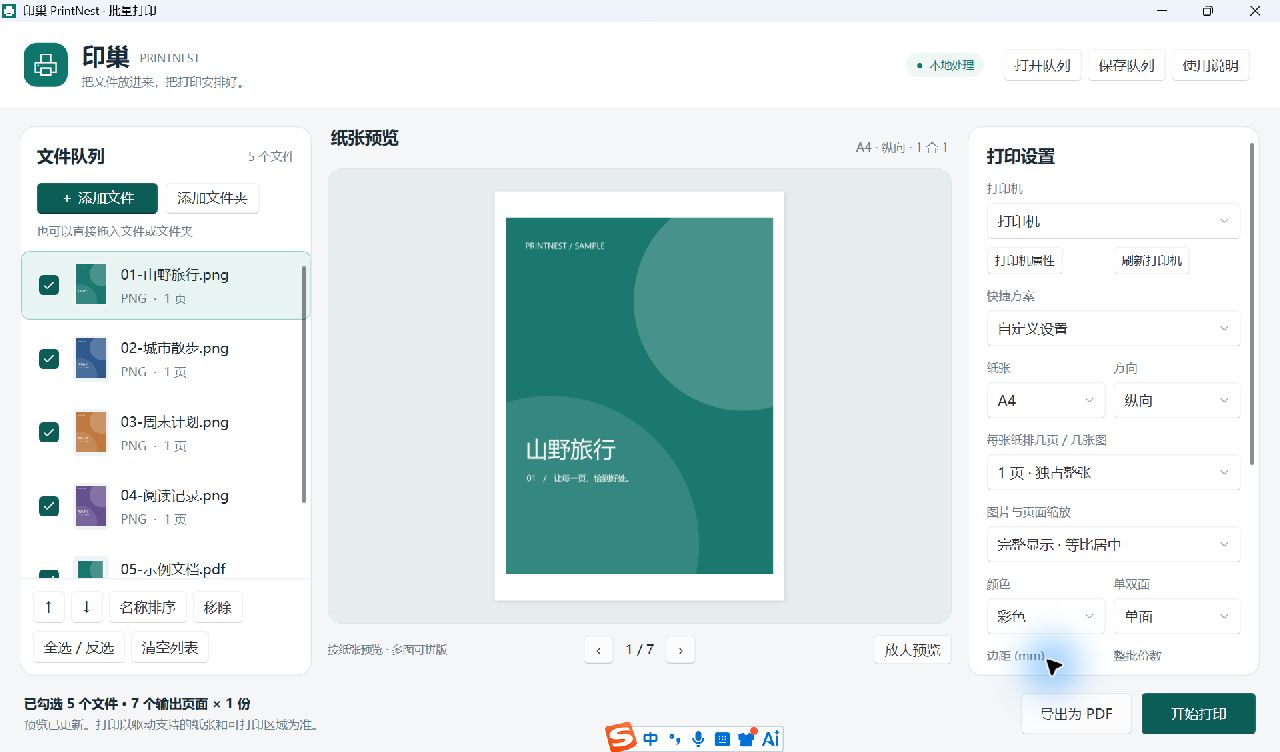 印巢 PrintNest · 批量打印
印巢 PRINTNEST
把文件放进来，把打印安排好。
本地处理
打开队列
保存队列
使用说明
文件队列
5 个文件
+ 添加文件
添加文件夹
也可以直接拖入文件或文件夹
01-山野旅行.png
PNG · 1 页
02-城市散步.png
PNG · 1 页
03-周末计划.png
PNG · 1 页
04-阅读记录.png
PNG · 1 页
05-示例文档.pdf
↑
↓
名称排序
移除
全选 / 反选
清空列表
纸张预览
A4 · 纵向 · 1 合 1
PRINTNEST / SAMPLE
山野旅行
01 / 让每一页，恰到好处。
按纸张预览 · 多图可拼版
‹
1 / 7
›
放大预览
打印设置
打印机
打印机
打印机属性
刷新打印机
快捷方案
自定义设置
纸张
方向
A4
纵向
每张纸排几页 / 几张图
1 页 · 独占整张
图片与页面缩放
完整显示 · 等比居中
颜色
单双面
彩色
单面
边距 (mm)
整批份数
已勾选 5 个文件 • 7 个输出页面 × 1 份
预览已更新。打印以驱动支持的纸张和可打印区域为准。
导出为 PDF
开始打印
S 中 Ai